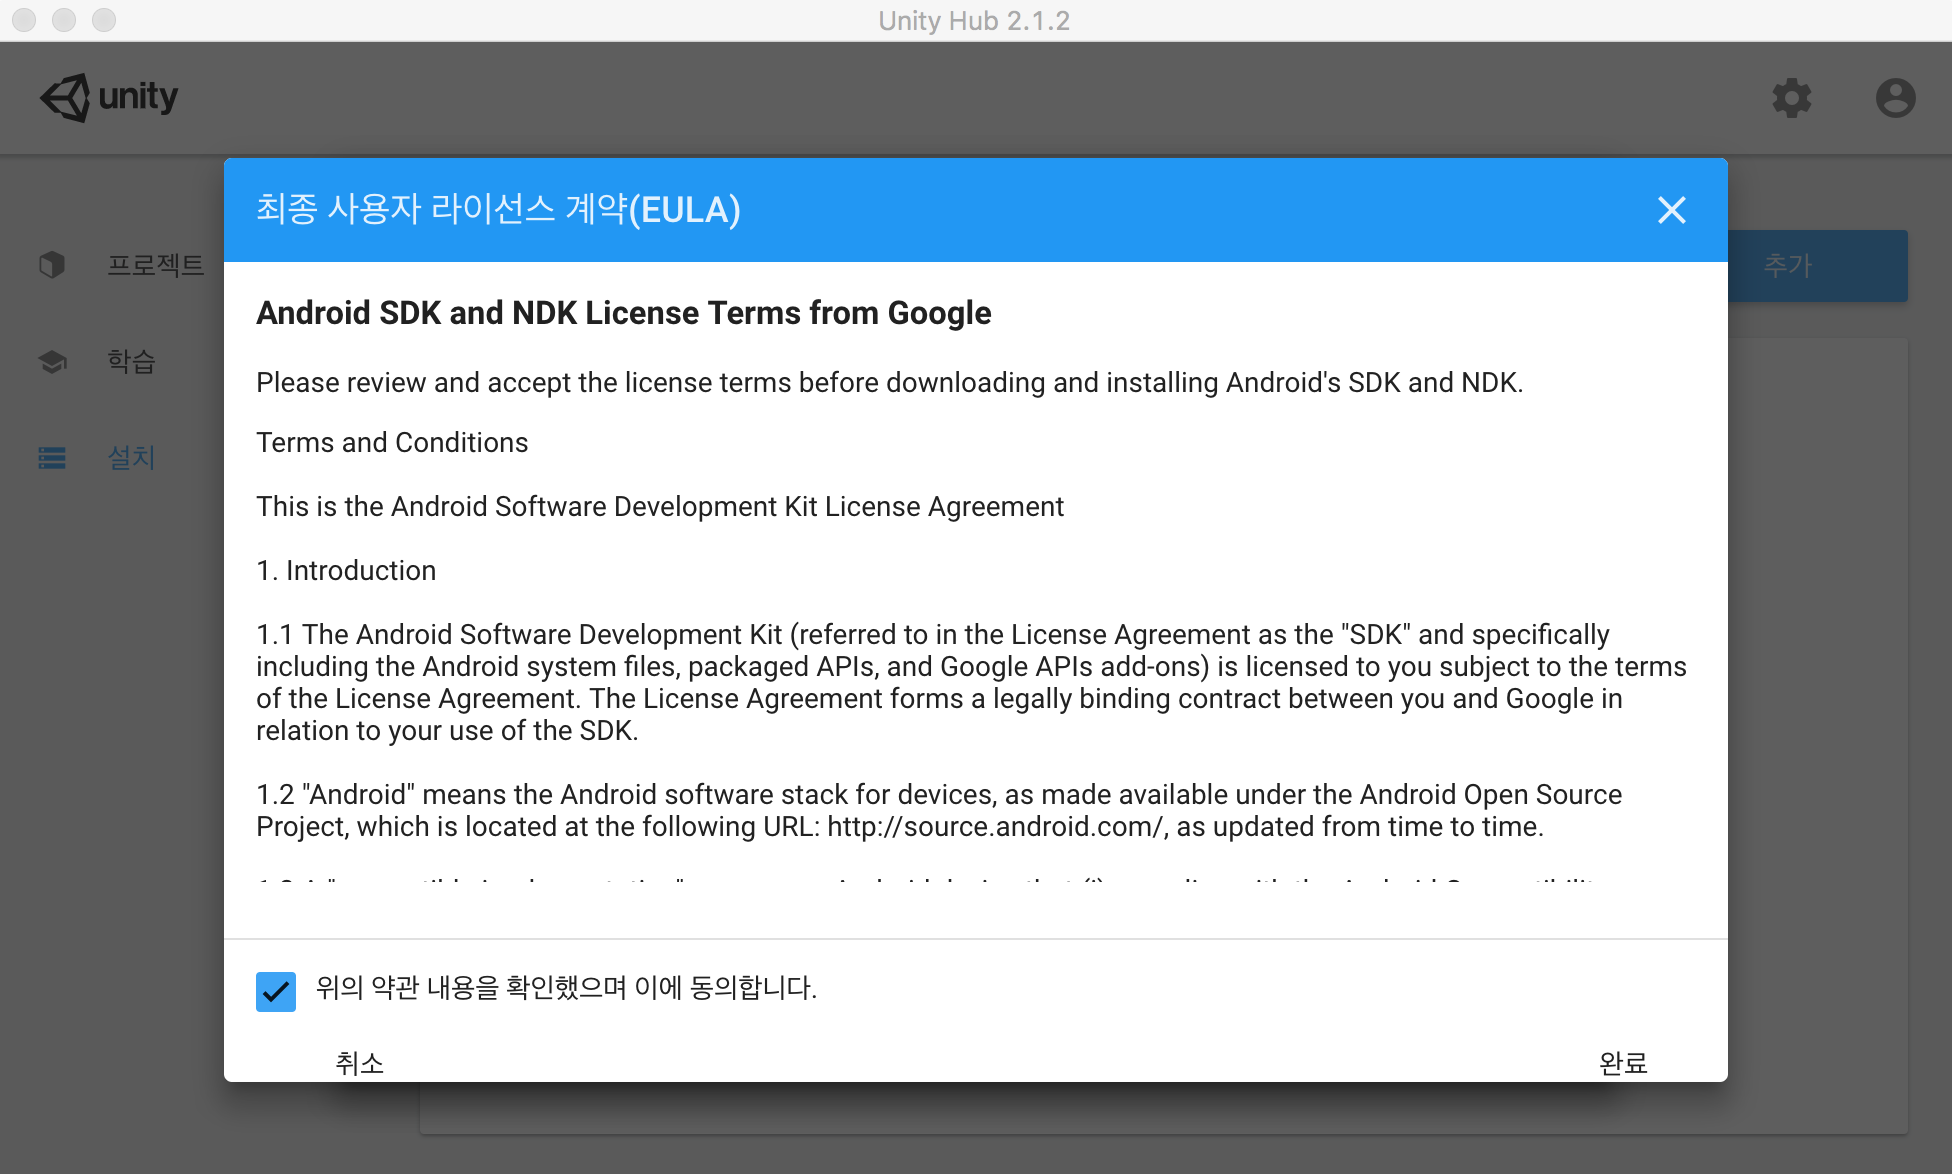 Unity Hub 2.1.2
unity
최종 사용자 라이선스 계약(EULA)
프로젝트
추가
학습
설치
Android SDK and NDK License Terms from Google
Please review and accept the license terms before downloading and installing Android's SDK and NDK.
Terms and Conditions
This is the Android Software Development Kit License Agreement
1. Introduction
1.1 The Android Software Development Kit (referred to in the License Agreement as the "SDK" and specifically
including the Android system files, packaged APIs, and Google APIs add-ons) is licensed to you subject to the terms
of the License Agreement. The License Agreement forms a legally binding contract between you and Google in
relation to your use of the SDK.
1.2 "Android" means the Android software stack for devices, as made available under the Android Open Source
Project, which is located at the following URL: http://source.android.com/, as updated from time to time.
위의 약관 내용을 확인했으며 이에 동의합니다.
취소
완료